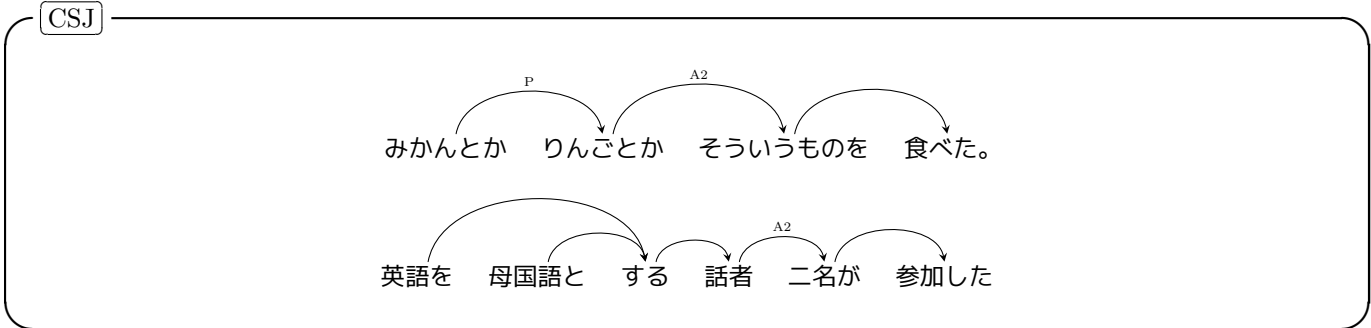 CSJ
P A2
みかんとか りんごとか そういうものを 食べた。
A2
英語を 母国語と する 話者 二名が 参加した